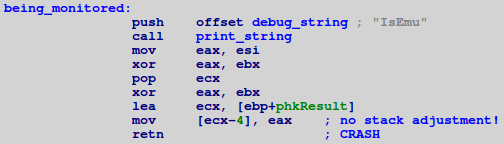 being_monitored:
push offset debug_string ; "IsEmu"
call print_string
mov eax, esi
xor eax, ebx
pop ecx
xor eax, ebx
lea ecx, [ebp+phkResult]
mov [ecx-4], eax ; no stack adjustment!
retn ; CRASH